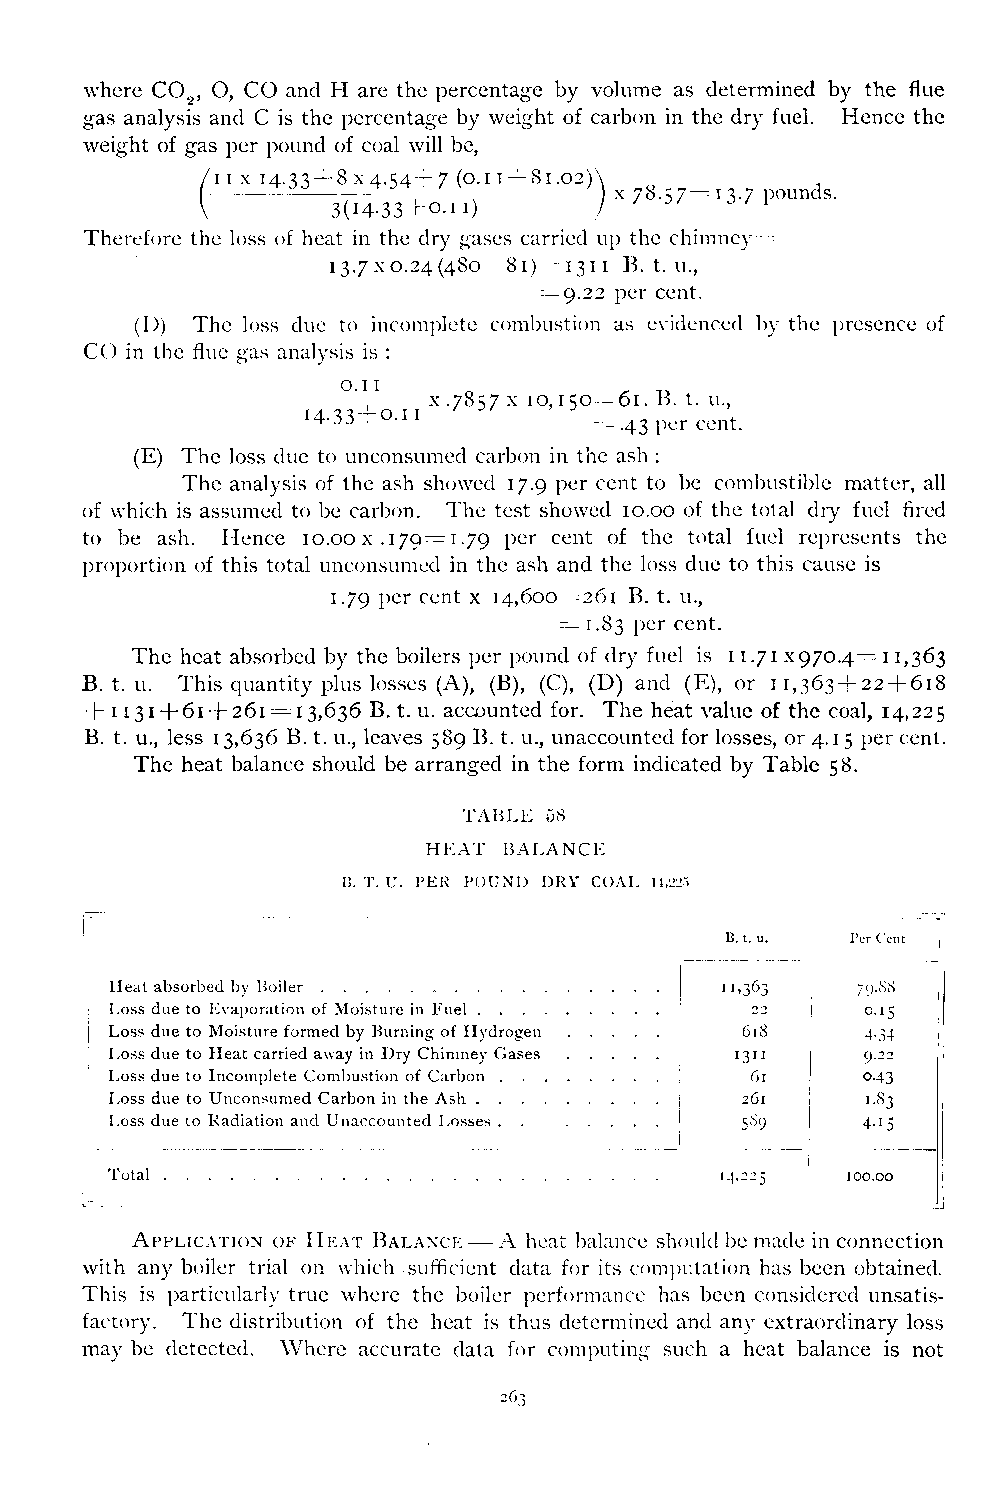 where CO₂, O, CO and H are the percentage by volume as determined by the flue
gas analysis and C is the percentage by weight of carbon in the dry fuel. Hence the
weight of gas per pound of coal will be,
(11 x 14.33+8 x 4.54+7 (0.11+81.02)
3(14.33 +0.11)) x 78.57=13.7 pounds.
Therefore the loss of heat in the dry gases carried up the chimney =
13.7 x 0.24 (480 81) =1311 B. t. u.,
=9.22 per cent.
(D) The loss due to incomplete combustion as evidenced by the presence of
CO in the flue gas analysis is :
0.11
14.33+0.11 x .7857 x 10,150=61. B. t. u.,
= .43 per cent.
(E) The loss due to unconsumed carbon in the ash :
The analysis of the ash showed 17.9 per cent to be combustible matter, all
of which is assumed to be carbon. The test showed 10.00 of the total dry fuel fired
to be ash. Hence 10.00 x .179=1.79 per cent of the total fuel represents the
proportion of this total unconsumed in the ash and the loss due to this cause is
1.79 per cent x 14,600 =261 B. t. u.,
= 1.83 per cent.
The heat absorbed by the boilers per pound of dry fuel is 11.71 x 970.4=11,363
B. t. u. This quantity plus losses (A), (B), (C), (D) and (E), or 11,363+22+618
+1131+61+261=13,636 B. t. u. accounted for. The heat value of the coal, 14,225
B. t. u., less 13,636 B. t. u., leaves 589 B. t. u., unaccounted for losses, or 4.15 per cent.
The heat balance should be arranged in the form indicated by Table 58.
TABLE 58
HEAT BALANCE
B. T. U. PER POUND DRY COAL 14,225
B. t. u. Per Cent
Heat absorbed by Boiler . . . . . . . . . . . . . . . . 11,363 79.88
Loss due to Evaporation of Moisture in Fuel . . . . . . . . . 22 0.15
Loss due to Moisture formed by Burning of Hydrogen . . . . . 618 4.34
Loss due to Heat carried away in Dry Chimney Gases . . . . . 1311 9.22
Loss due to Incomplete Combustion of Carbon . . . . . . . . 61 0.43
Loss due to Unconsumed Carbon in the Ash . . . . . . . . . 261 1.83
Loss due to Radiation and Unaccounted Losses . . . . . . . 589 4.15
Total . . . . . . . . . . . . . . . . . . . . . . . 14,225 100.00
APPLICATION OF HEAT BALANCE — A heat balance should be made in connection
with any boiler trial on which sufficient data for its computation has been obtained.
This is particularly true where the boiler performance has been considered unsatis-
factory. The distribution of the heat is thus determined and any extraordinary loss
may be detected. Where accurate data for computing such a heat balance is not
263